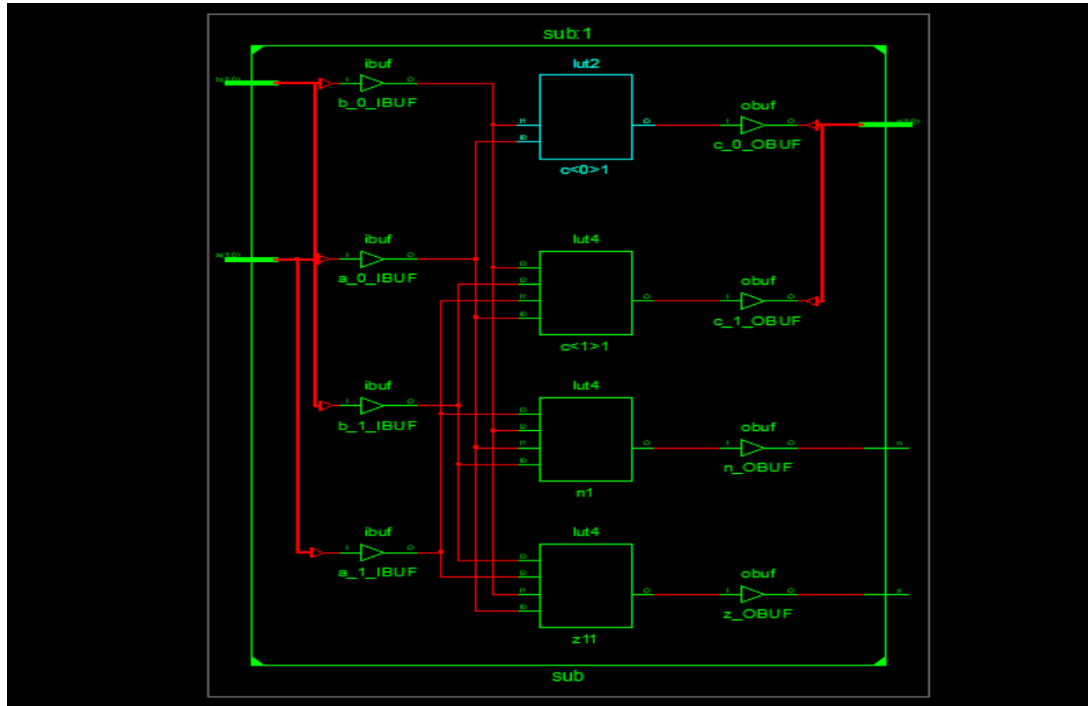 sub:1
ibuf
b_0_IBUF
lut2
c<0>1
obuf
c_0_OBUF
ibuf
a_0_IBUF
lut4
c<1>1
obuf
c_1_OBUF
ibuf
b_1_IBUF
lut4
n1
obuf
n_OBUF
ibuf
a_1_IBUF
lut4
z11
obuf
z_OBUF
sub